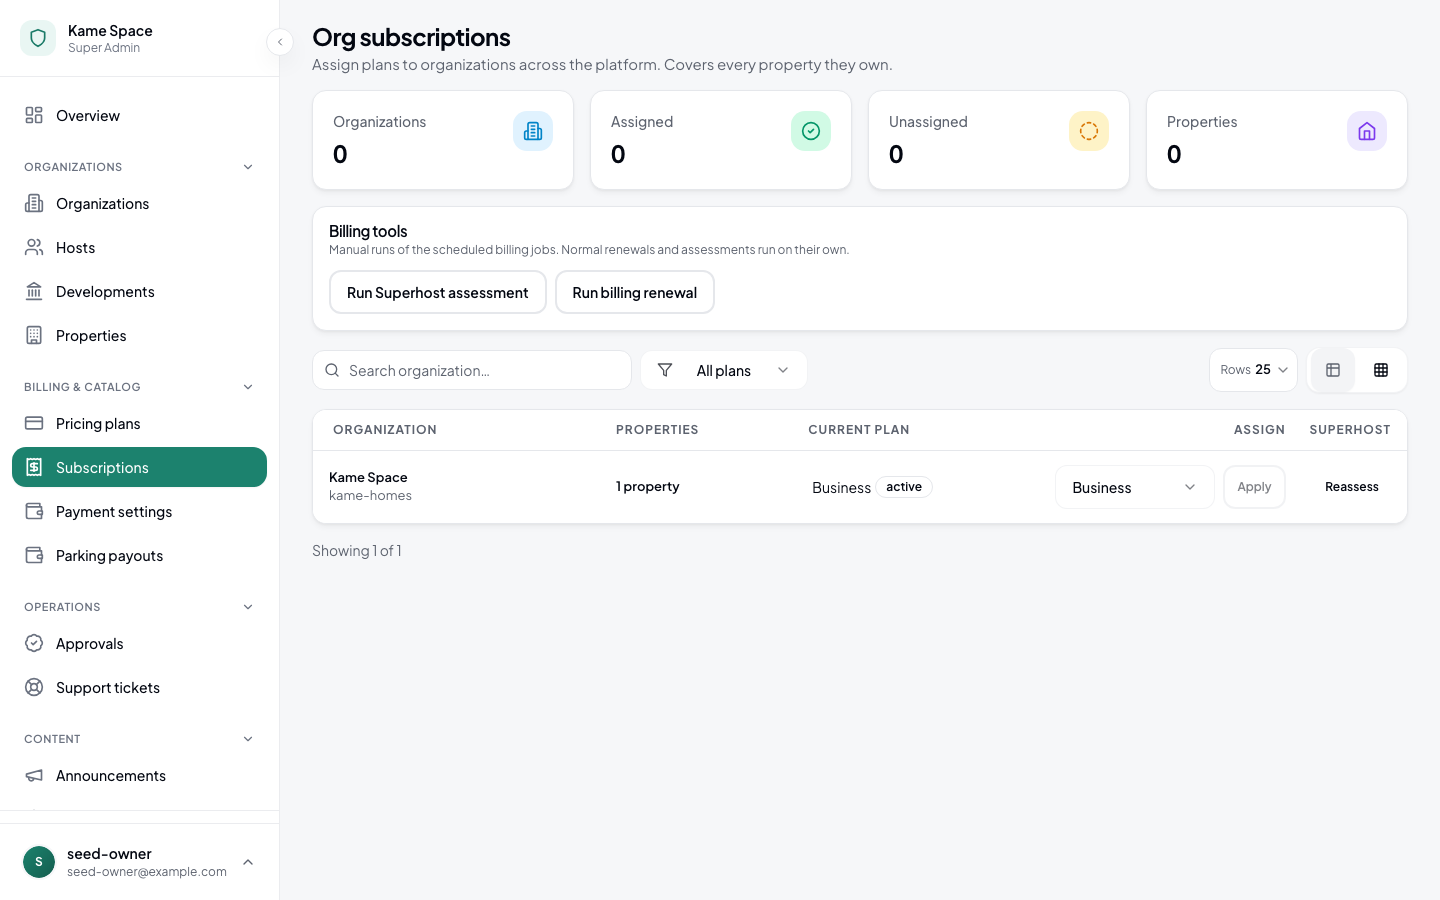 Kame Space
Super Admin
Overview
ORGANIZATIONS
Organizations
Hosts
Developments
Properties
BILLING & CATALOG
Pricing plans
Subscriptions
Payment settings
Parking payouts
OPERATIONS
Approvals
Support tickets
CONTENT
Announcements
S
seed-owner
seed-owner@example.com
Org subscriptions
Assign plans to organizations across the platform. Covers every property they own.
Organizations
0
Assigned
0
Unassigned
0
Properties
0
Billing tools
Manual runs of the scheduled billing jobs. Normal renewals and assessments run on their own.
Run Superhost assessment
Run billing renewal
Search organization...
All plans
Rows 25
ORGANIZATION PROPERTIES CURRENT PLAN ASSIGN SUPERHOST
Kame Space
kame-homes
1 property
Business active
Business
Apply
Reassess
Showing 1 of 1